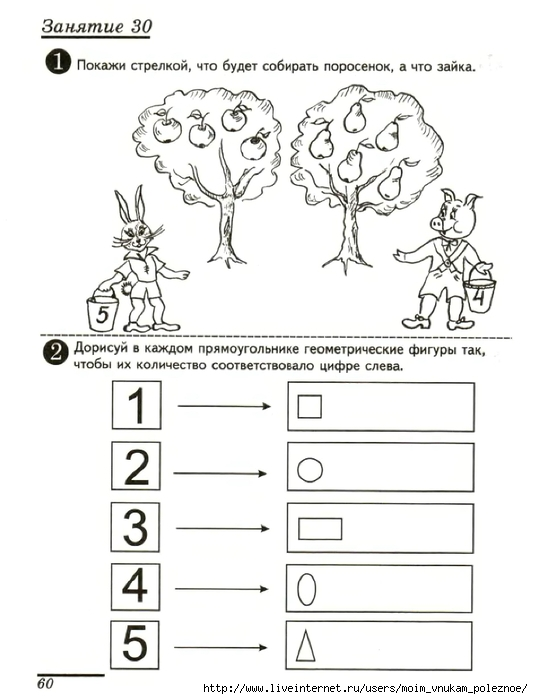 Занятие 30
1 Покажи стрелкой, что будет собирать поросенок, а что зайка.
5
4
2 Дорисуй в каждом прямоугольнике геометрические фигуры так,
чтобы их количество соответствовало цифре слева.
1
2
3
4
5
60
http://www.liveinternet.ru/users/moim_vnukam_poleznoe/